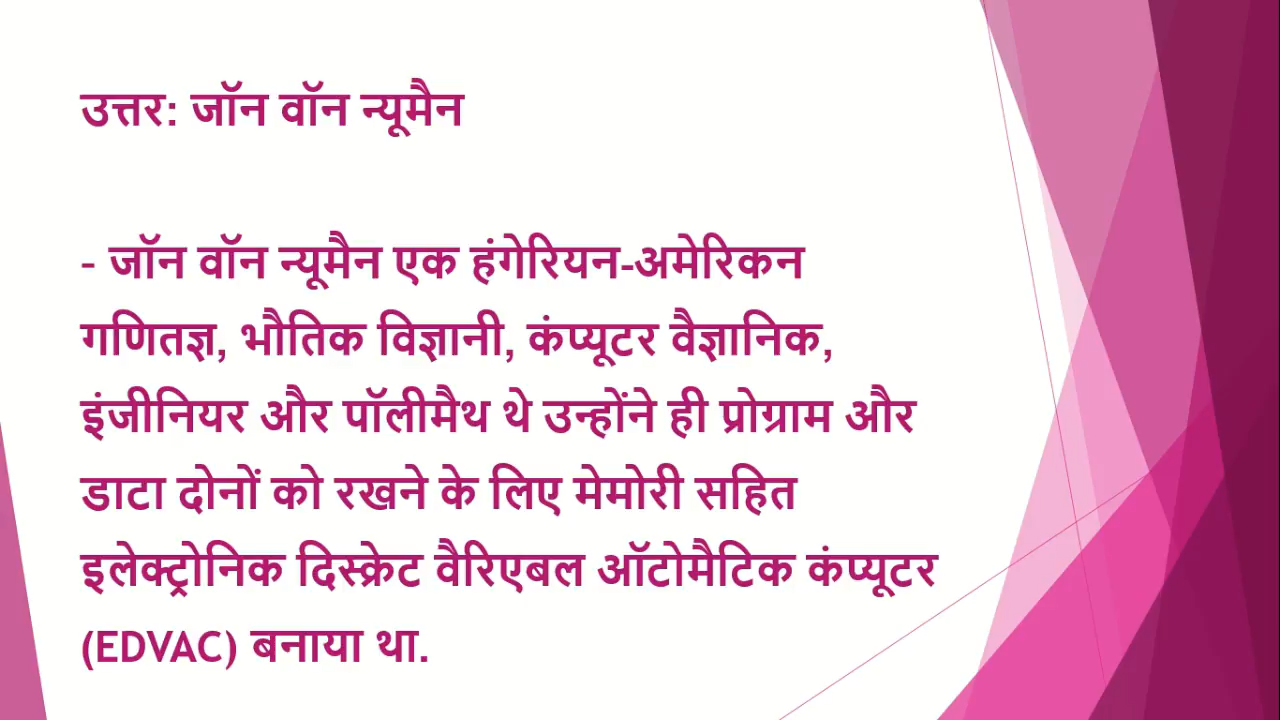 उत्तर: जॉन वॉन न्यूमैन
- जॉन वॉन न्यूमैन एक हंगेरियन-अमेरिकन
गणितज्ञ, भौतिक विज्ञानी, कंप्यूटर वैज्ञानिक,
इंजीनियर और पॉलीमैथ थे उन्होंने ही प्रोग्राम और
डाटा दोनों को रखने के लिए मेमोरी सहित
इलेक्ट्रोनिक दिस्क्रेट वैरिएबल ऑटोमैटिक कंप्यूटर
(EDVAC) बनाया था.